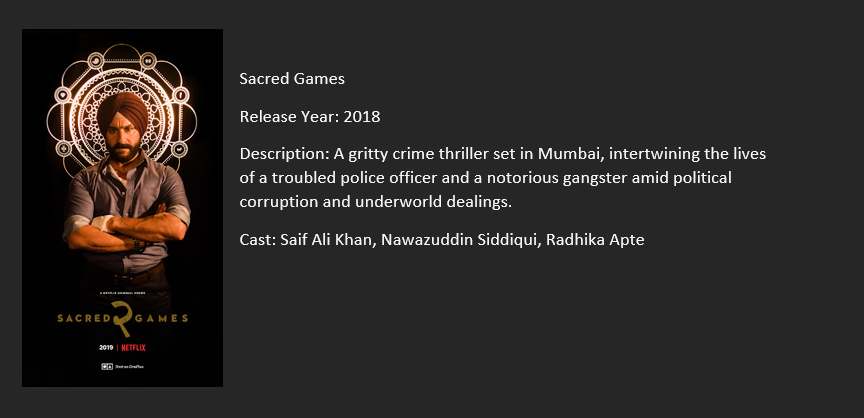 Sacred Games
Release Year: 2018
Description: A gritty crime thriller set in Mumbai, intertwining the lives
of a troubled police officer and a notorious gangster amid political
corruption and underworld dealings.
Cast: Saif Ali Khan, Nawazuddin Siddiqui, Radhika Apte
A NETFLIX ORIGINAL SERIES
SACRED GAMES
2019 | NETFLIX
Shot on OnePlus